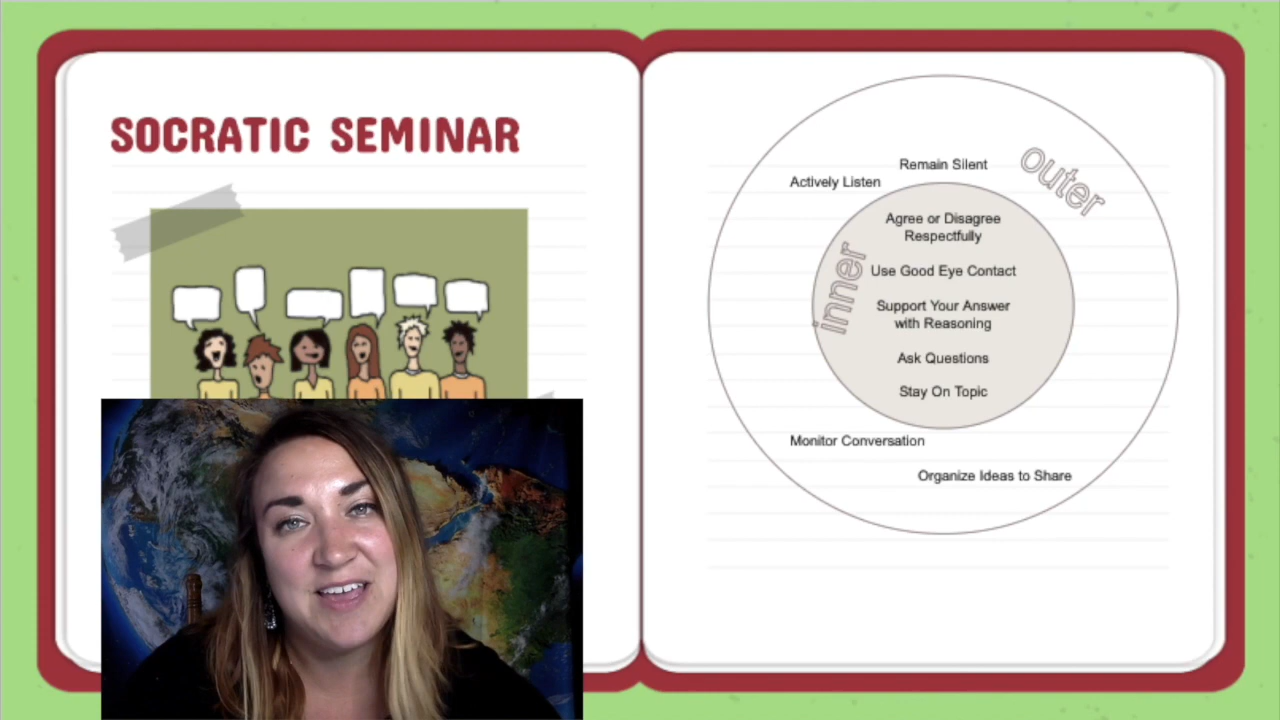 SOCRATIC SEMINAR
Remain Silent
Actively Listen
outer
inner
Agree or Disagree
Respectfully
Use Good Eye Contact
Support Your Answer
with Reasoning
Ask Questions
Stay On Topic
Monitor Conversation
Organize Ideas to Share